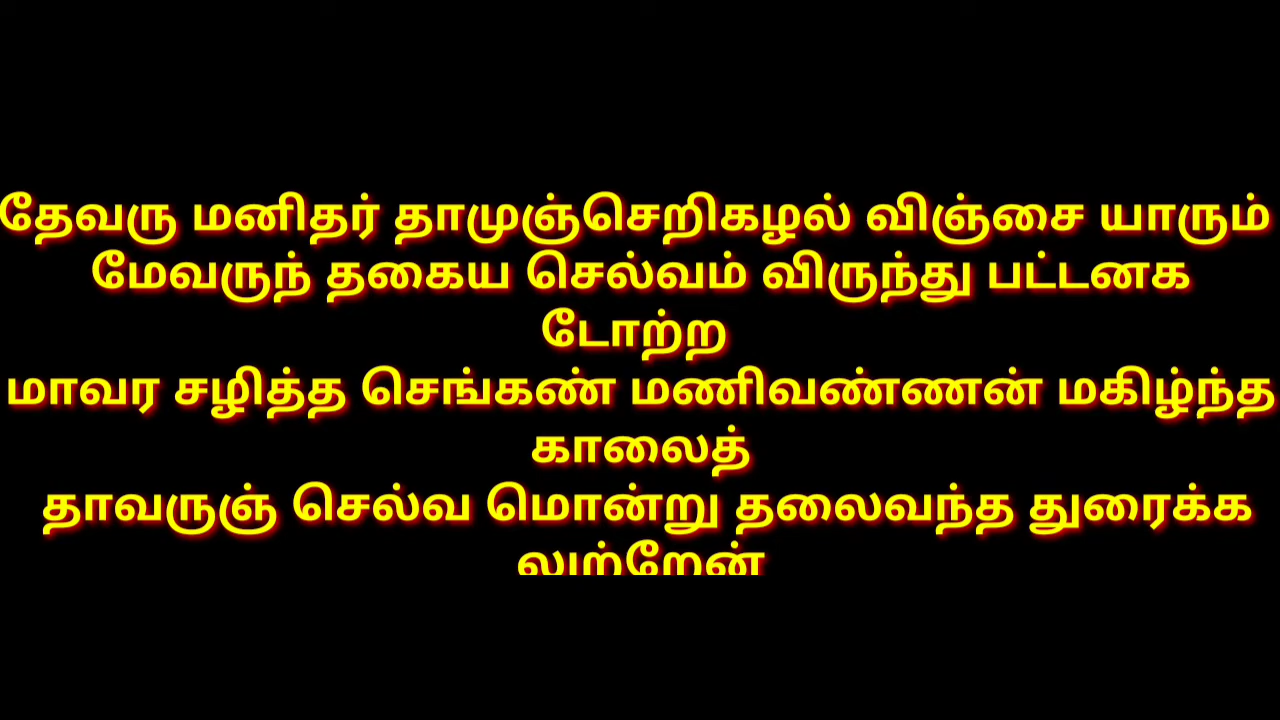 தேவரு மனிதர் தாமுஞ்செறிகழல் விஞ்சை யாரும்
மேவருந் தகைய செல்வம் விருந்து பட்டனக
டோற்ற
மாவர சழித்த செங்கண் மணிவண்ணன் மகிழ்ந்த
காலைத்
தாவருஞ் செல்வ மொன்று தலைவந்த துரைக்க
லுற்றேன்